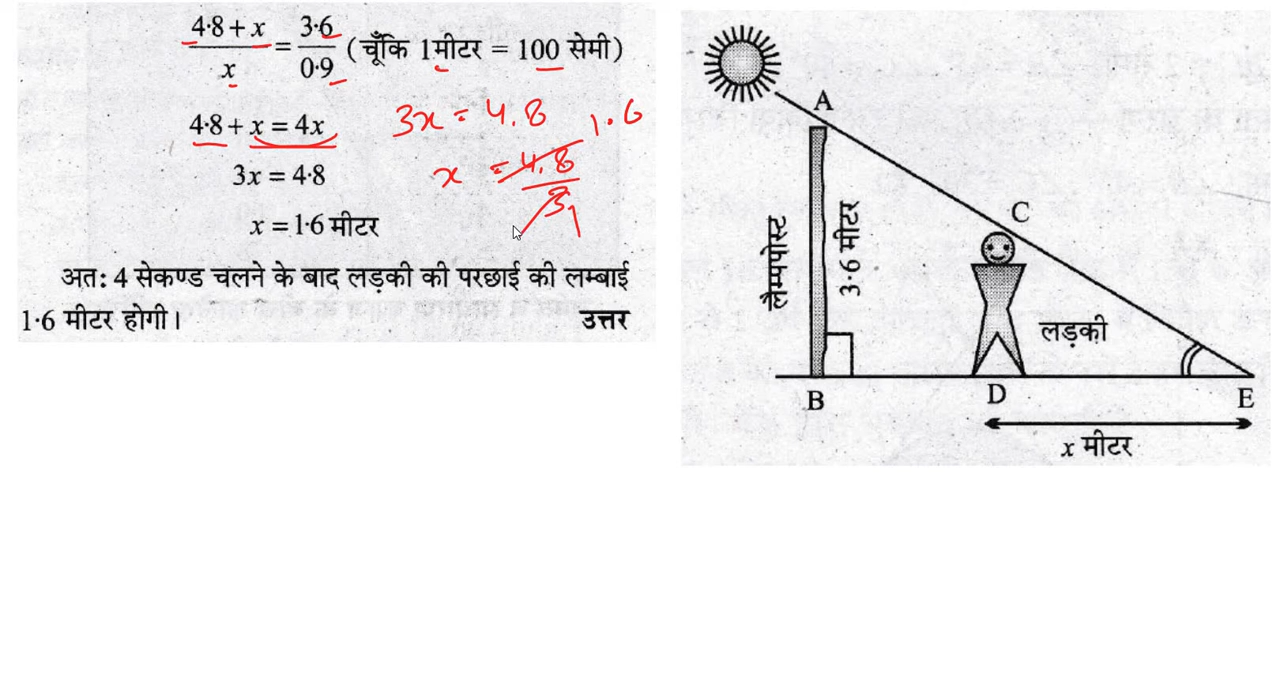 4·8 + x / x = 3·6 / 0·9 (चूँकि 1मीटर = 100 सेमी)
4·8 + x = 4x
3x = 4·8
x = 1·6 मीटर
अत: 4 सेकण्ड चलने के बाद लड़की की परछाई की लम्बाई
1·6 मीटर होगी। उत्तर
3x = 4.8
1.6
x = 4.8 / 3
1
A
C
लैम्पपोस्ट
3·6 मीटर
लड़की
B
D
E
x मीटर